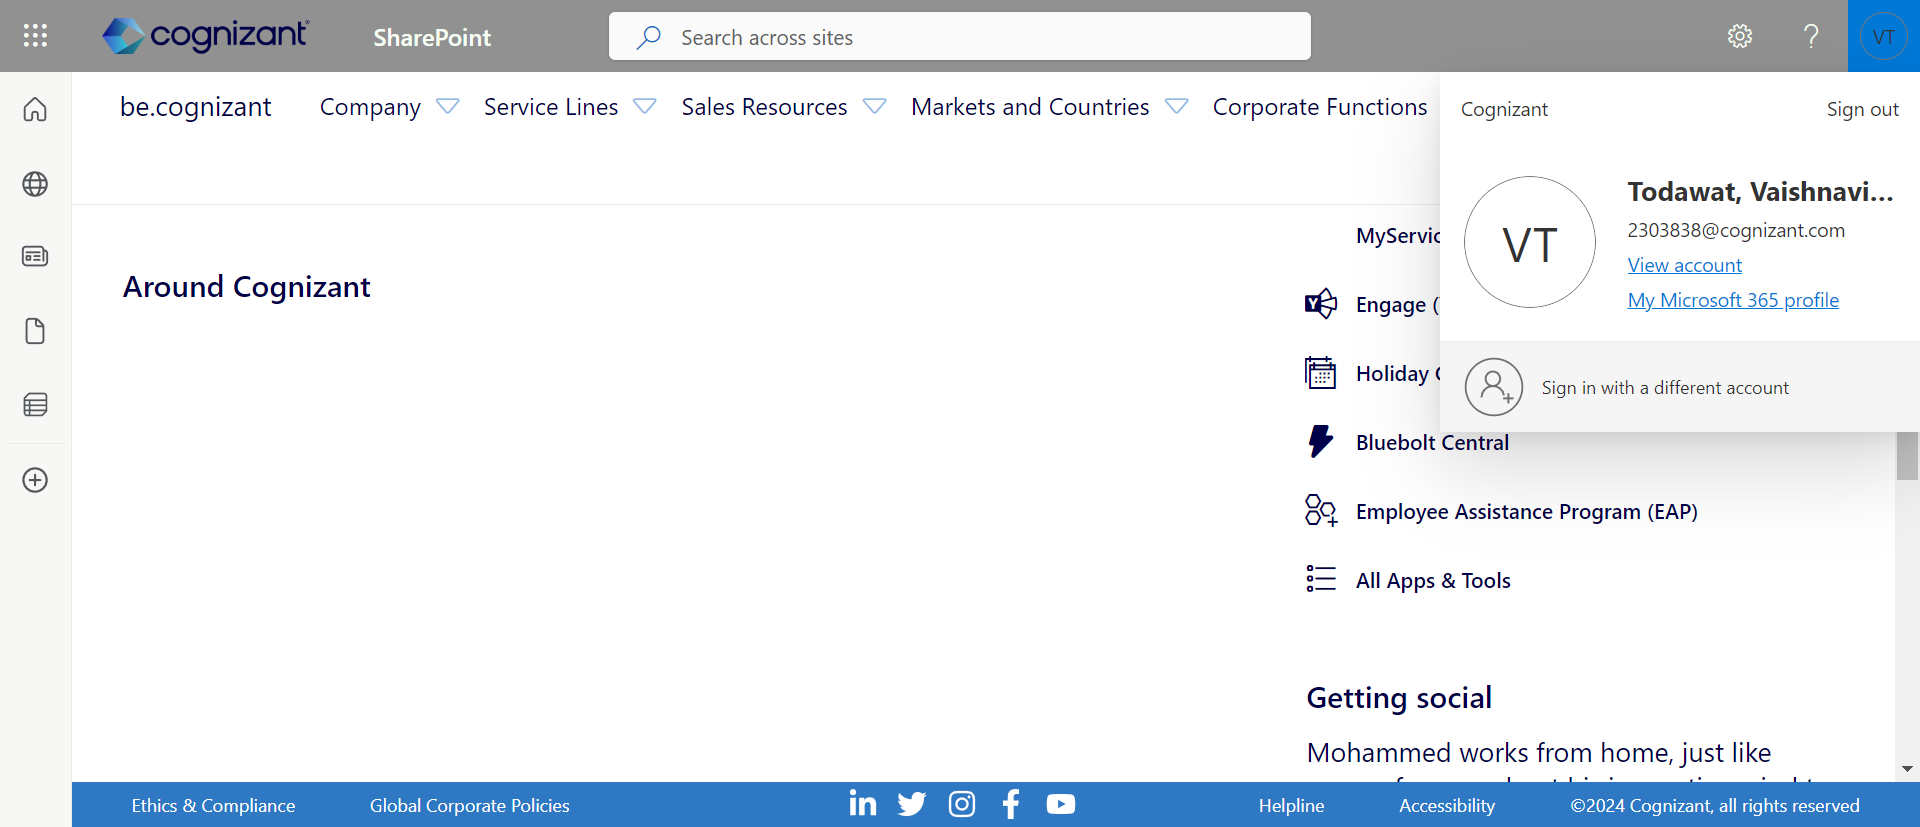 cognizant
SharePoint
Search across sites
VT
be.cognizant
Company
Service Lines
Sales Resources
Markets and Countries
Corporate Functions
Cognizant
Sign out
VT
Todawat, Vaishnavi...
2303838@cognizant.com
View account
My Microsoft 365 profile
Sign in with a different account
Around Cognizant
Engage (
Holiday
Bluebolt Central
Employee Assistance Program (EAP)
All Apps & Tools
Getting social
Mohammed works from home, just like
Ethics & Compliance
Global Corporate Policies
Helpline
Accessibility
©2024 Cognizant, all rights reserved